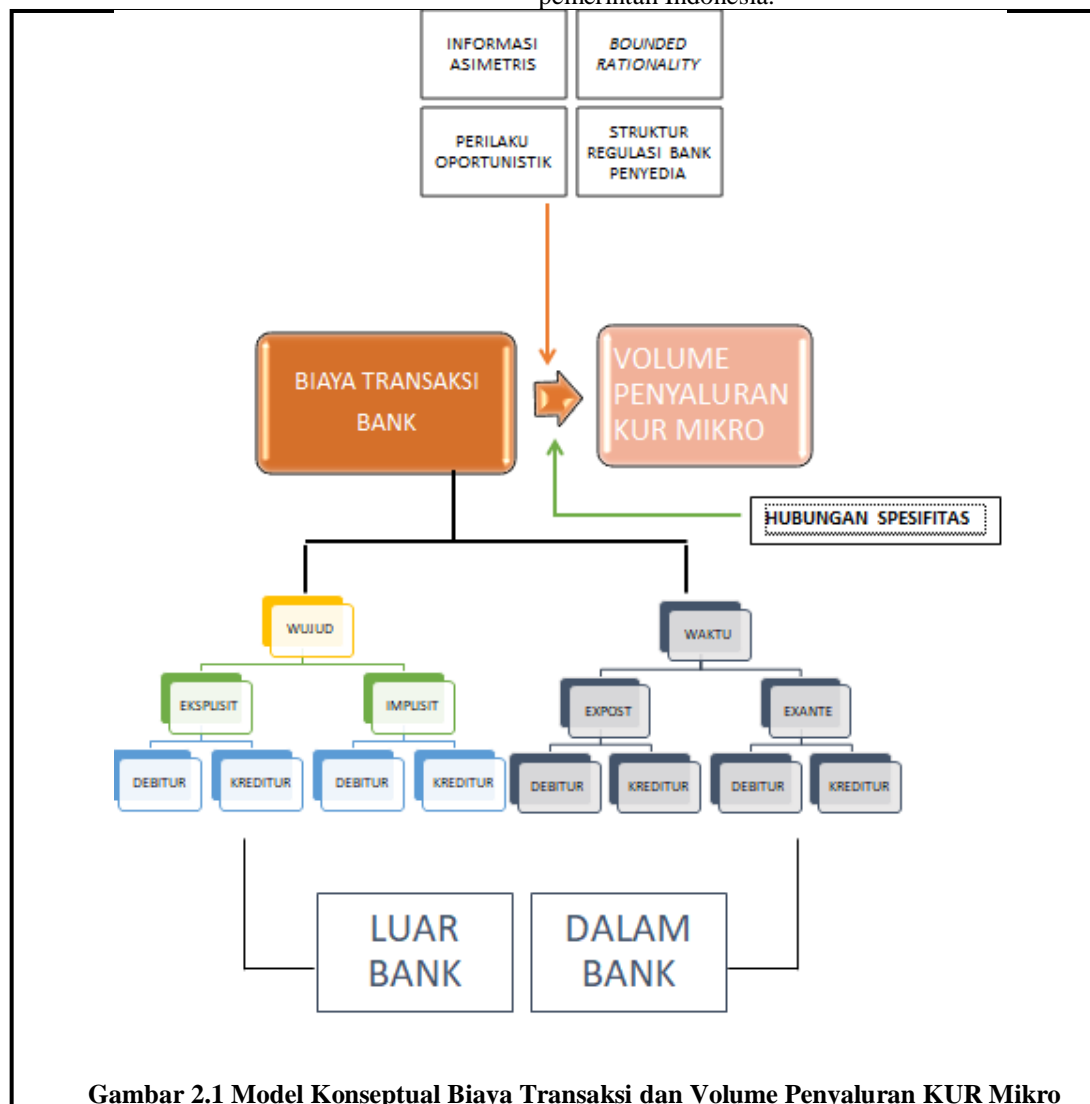 pemerintah Indonesia.
INFORMASI
ASIMETRIS
BOUNDED
RATIONALITY
PERILAKU
OPORTUNISTIK
STRUKTUR
REGULASI BANK
PENYEDIA
BIAYA TRANSAKSI
BANK
VOLUME
PENYALURAN
KUR MIKRO
HUBUNGAN SPESIFITAS
WUJUD
WAKTU
EKSPLISIT
IMPLISIT
EXPOST
EXANTE
DEBITUR
KREDITUR
DEBITUR
KREDITUR
DEBITUR
KREDITUR
DEBITUR
KREDITUR
LUAR
BANK
DALAM
BANK
Gambar 2.1 Model Konseptual Biaya Transaksi dan Volume Penyaluran KUR Mikro